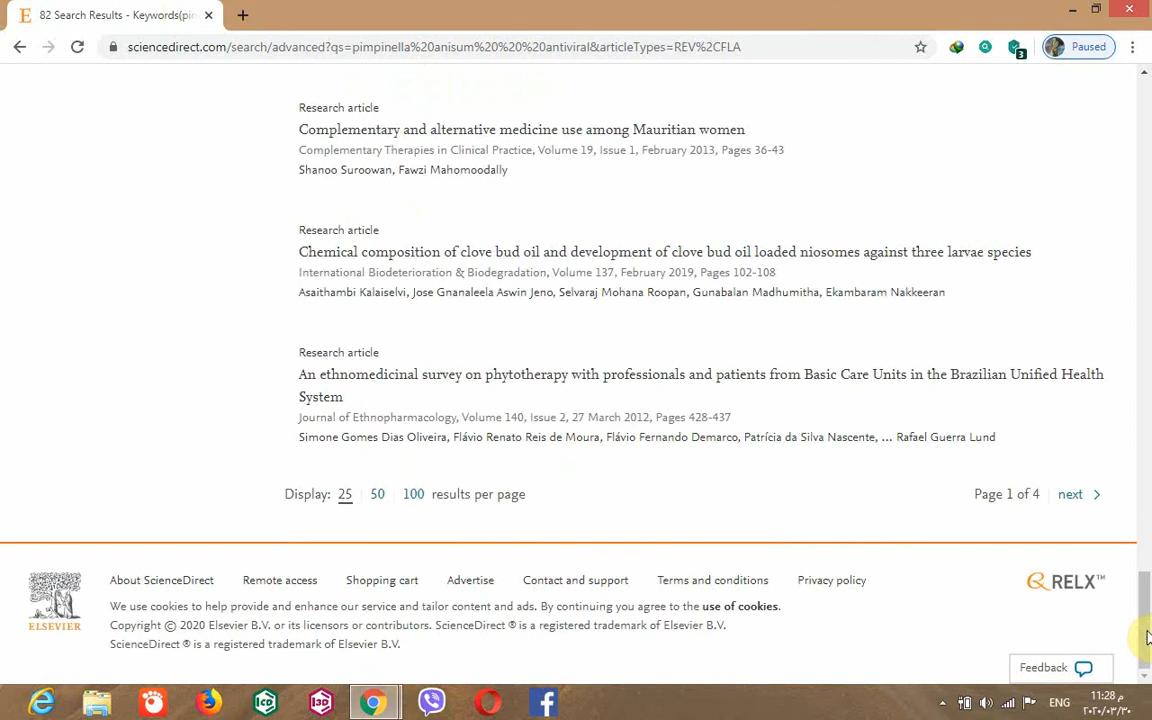 82 Search Results - Keywords(pin
sciencedirect.com/search/advanced?qs=pimpinella%20anisum%20%20%20antiviral&articleTypes=REV%2CFLA
3
Paused
Research article
Complementary and alternative medicine use among Mauritian women
Complementary Therapies in Clinical Practice, Volume 19, Issue 1, February 2013, Pages 36-43
Shanoo Suroowan, Fawzi Mahomoodally
Research article
Chemical composition of clove bud oil and development of clove bud oil loaded niosomes against three larvae species
International Biodeterioration & Biodegradation, Volume 137, February 2019, Pages 102-108
Asaithambi Kalaiselvi, Jose Gnanaleela Aswin Jeno, Selvaraj Mohana Roopan, Gunabalan Madhumitha, Ekambaram Nakkeeran
Research article
An ethnomedicinal survey on phytotherapy with professionals and patients from Basic Care Units in the Brazilian Unified Health
System
Journal of Ethnopharmacology, Volume 140, Issue 2, 27 March 2012, Pages 428-437
Simone Gomes Dias Oliveira, Flávio Renato Reis de Moura, Flávio Fernando Demarco, Patrícia da Silva Nascente, ... Rafael Guerra Lund
Display: 25 50 100 results per page
Page 1 of 4 next
About ScienceDirect Remote access Shopping cart Advertise Contact and support Terms and conditions Privacy policy
RELX™
We use cookies to help provide and enhance our service and tailor content and ads. By continuing you agree to the use of cookies.
Copyright © 2020 Elsevier B.V. or its licensors or contributors. ScienceDirect ® is a registered trademark of Elsevier B.V.
ScienceDirect ® is a registered trademark of Elsevier B.V.
ELSEVIER
Feedback
ENG
11:28 م
٢٠٢٠/٠٣/٣٠